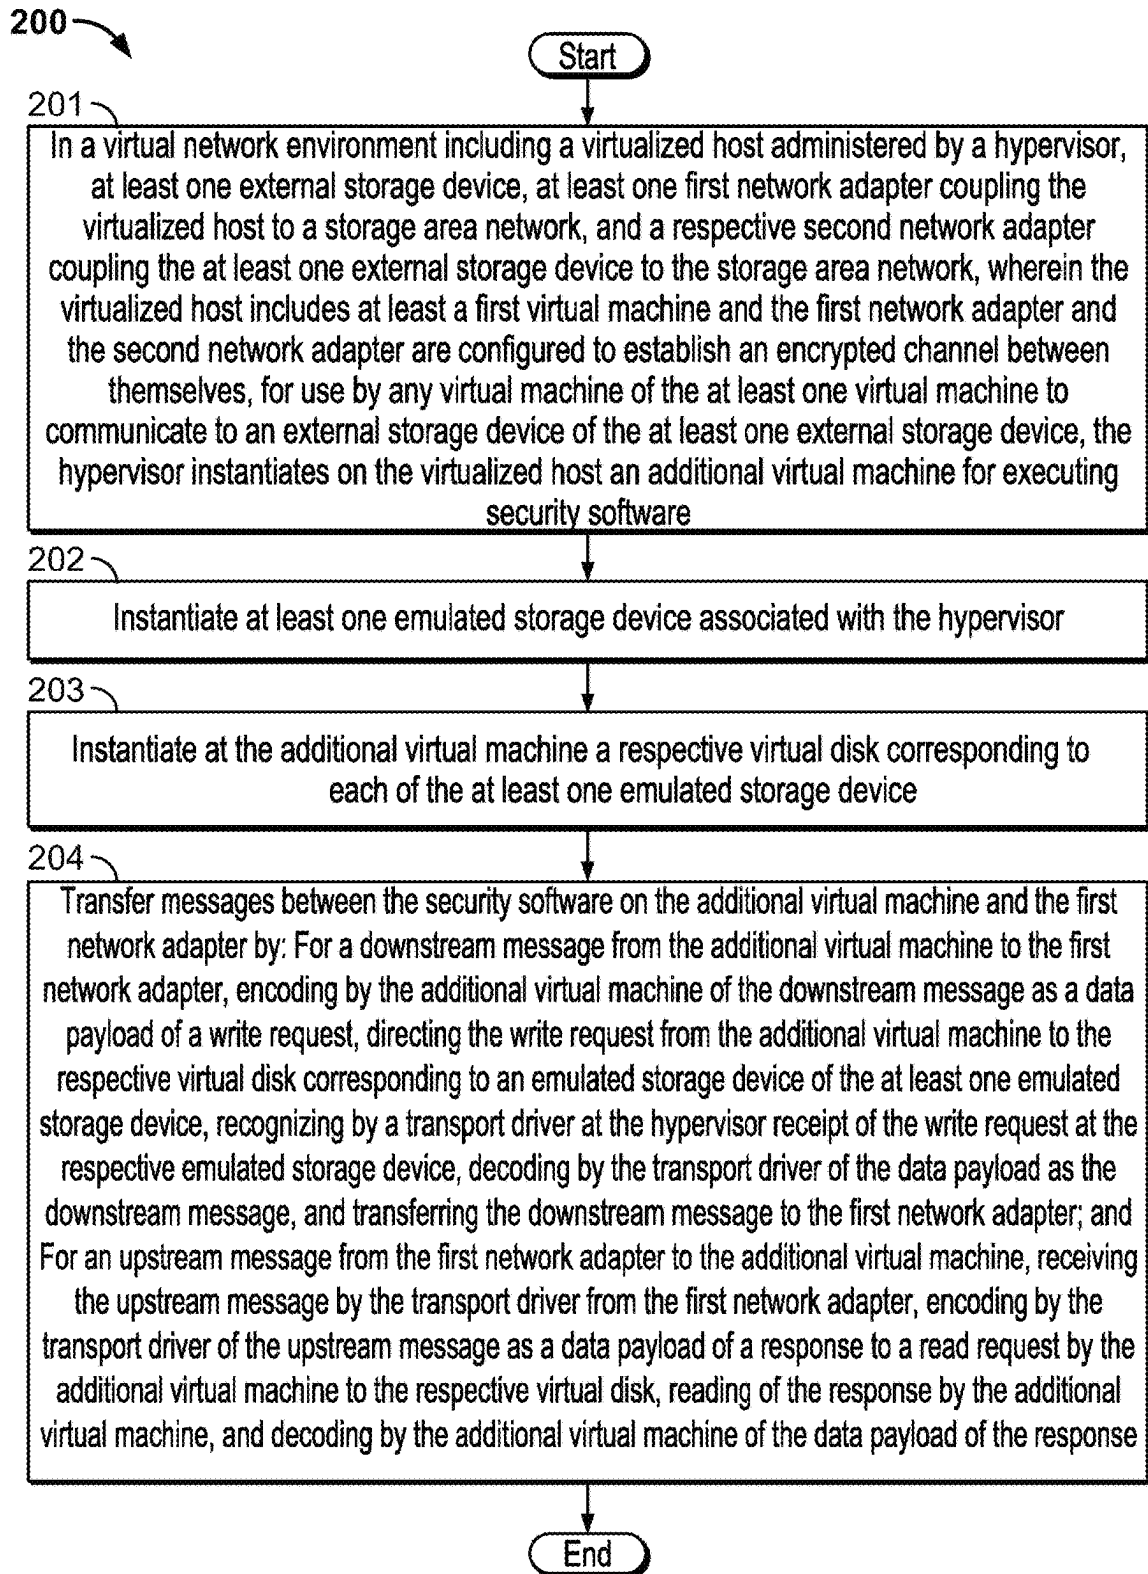 200
Start
201
In a virtual network environment including a virtualized host administered by a hypervisor,
at least one external storage device, at least one first network adapter coupling the
virtualized host to a storage area network, and a respective second network adapter
coupling the at least one external storage device to the storage area network, wherein the
virtualized host includes at least a first virtual machine and the first network adapter and
the second network adapter are configured to establish an encrypted channel between
themselves, for use by any virtual machine of the at least one virtual machine to
communicate to an external storage device of the at least one external storage device, the
hypervisor instantiates on the virtualized host an additional virtual machine for executing
security software
202
Instantiate at least one emulated storage device associated with the hypervisor
203
Instantiate at the additional virtual machine a respective virtual disk corresponding to
each of the at least one emulated storage device
204
Transfer messages between the security software on the additional virtual machine and the first
network adapter by: For a downstream message from the additional virtual machine to the first
network adapter, encoding by the additional virtual machine of the downstream message as a data
payload of a write request, directing the write request from the additional virtual machine to the
respective virtual disk corresponding to an emulated storage device of the at least one emulated
storage device, recognizing by a transport driver at the hypervisor receipt of the write request at the
respective emulated storage device, decoding by the transport driver of the data payload as the
downstream message, and transferring the downstream message to the first network adapter; and
For an upstream message from the first network adapter to the additional virtual machine, receiving
the upstream message by the transport driver from the first network adapter, encoding by the
transport driver of the upstream message as a data payload of a response to a read request by the
additional virtual machine to the respective virtual disk, reading of the response by the additional
virtual machine, and decoding by the additional virtual machine of the data payload of the response
End